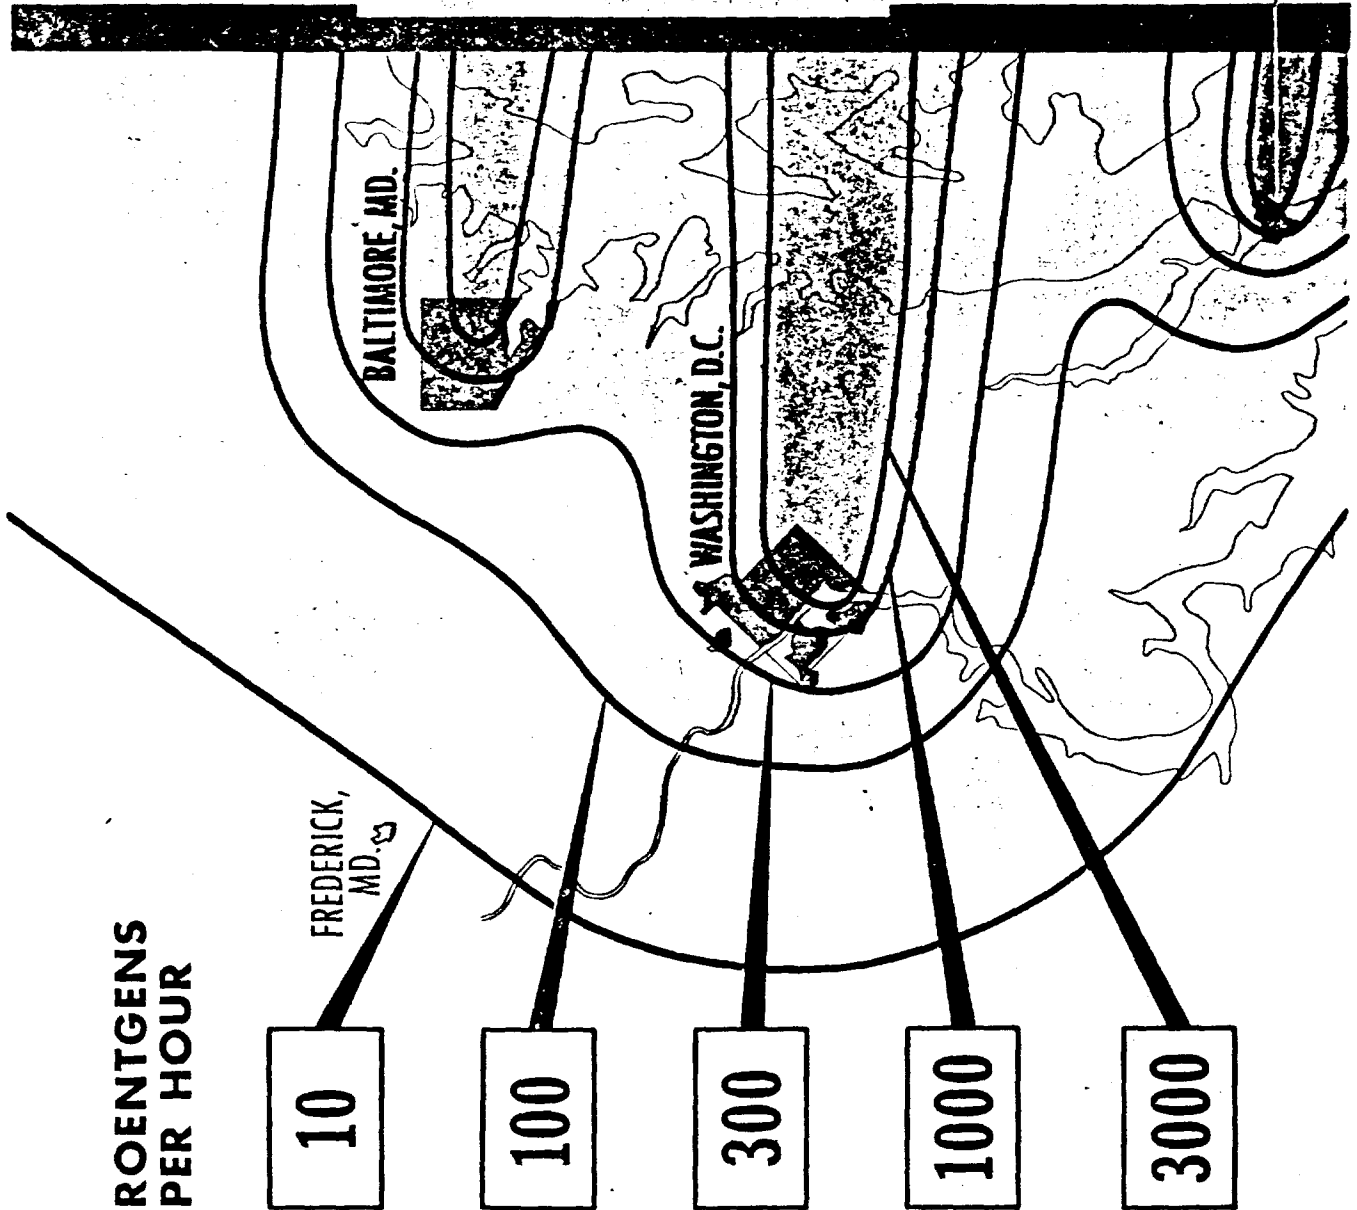 ROENTGENS
PER HOUR
10
100
300
1000
3000
FREDERICK,
MD.
BALTIMORE, MD.
WASHINGTON, D.C.